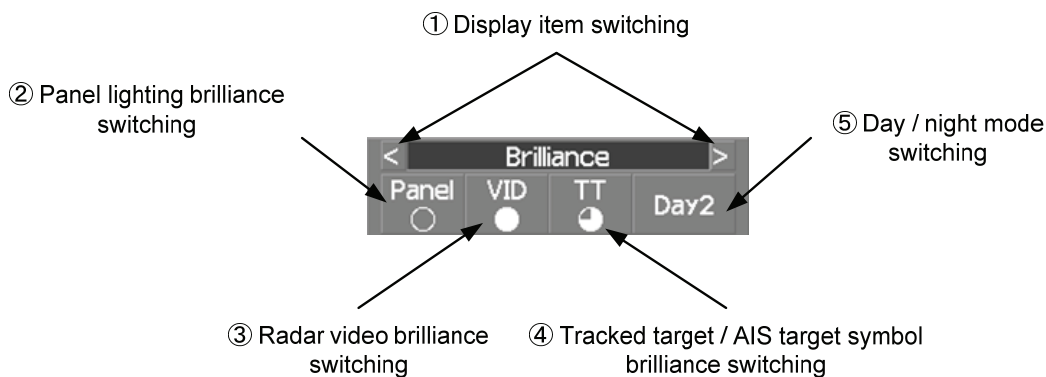 ① Display item switching
② Panel lighting brilliance
switching
⑤ Day / night mode
switching
< Brilliance >
Panel VID TT Day2
③ Radar video brilliance
switching
④ Tracked target / AIS target symbol
brilliance switching